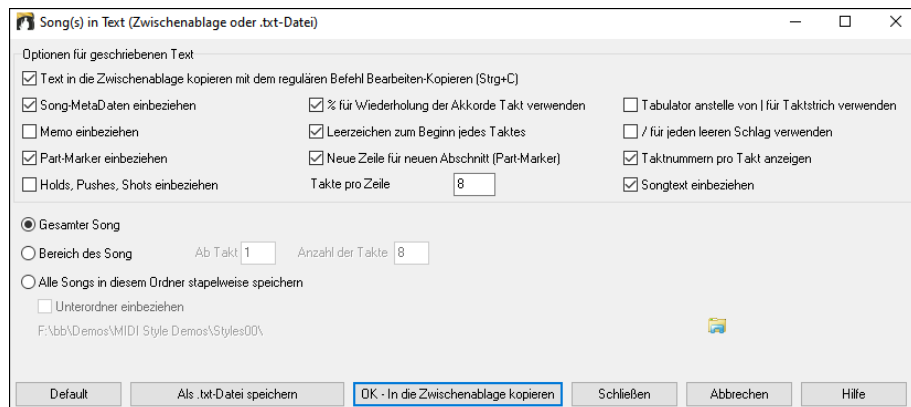 Song(s) in Text (Zwischenablage oder .txt-Datei)
Optionen für geschriebenen Text
Text in die Zwischenablage kopieren mit dem regulären Befehl Bearbeiten-Kopieren (Strg+C)
Song-MetaDaten einbeziehen % für Wiederholung der Akkorde Takt verwenden Tabulator anstelle von | für Taktstrich verwenden
Memo einbeziehen Leerzeichen zum Beginn jedes Taktes / für jeden leeren Schlag verwenden
Part-Marker einbeziehen Neue Zeile für neuen Abschnitt (Part-Marker) Taktnummern pro Takt anzeigen
Holds, Pushes, Shots einbeziehen Takte pro Zeile 8 Songtext einbeziehen
Gesamter Song
Bereich des Song Ab Takt 1 Anzahl der Takte 8
Alle Songs in diesem Ordner stapelweise speichern
Unterordner einbeziehen
F:\bb\Demos\MIDI Style Demos\Styles00\
Default Als .txt-Datei speichern OK - In die Zwischenablage kopieren Schließen Abbrechen Hilfe